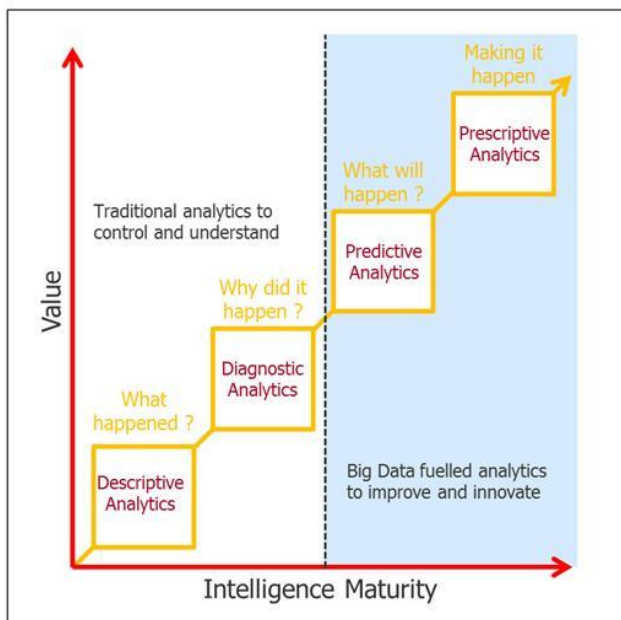 Making it
happen
Prescriptive
Analytics
What will
happen ?
Traditional analytics to
control and understand
Predictive
Analytics
Why did it
happen ?
Value
Diagnostic
Analytics
What
happened ?
Big Data fuelled analytics
to improve and innovate
Descriptive
Analytics
Intelligence Maturity